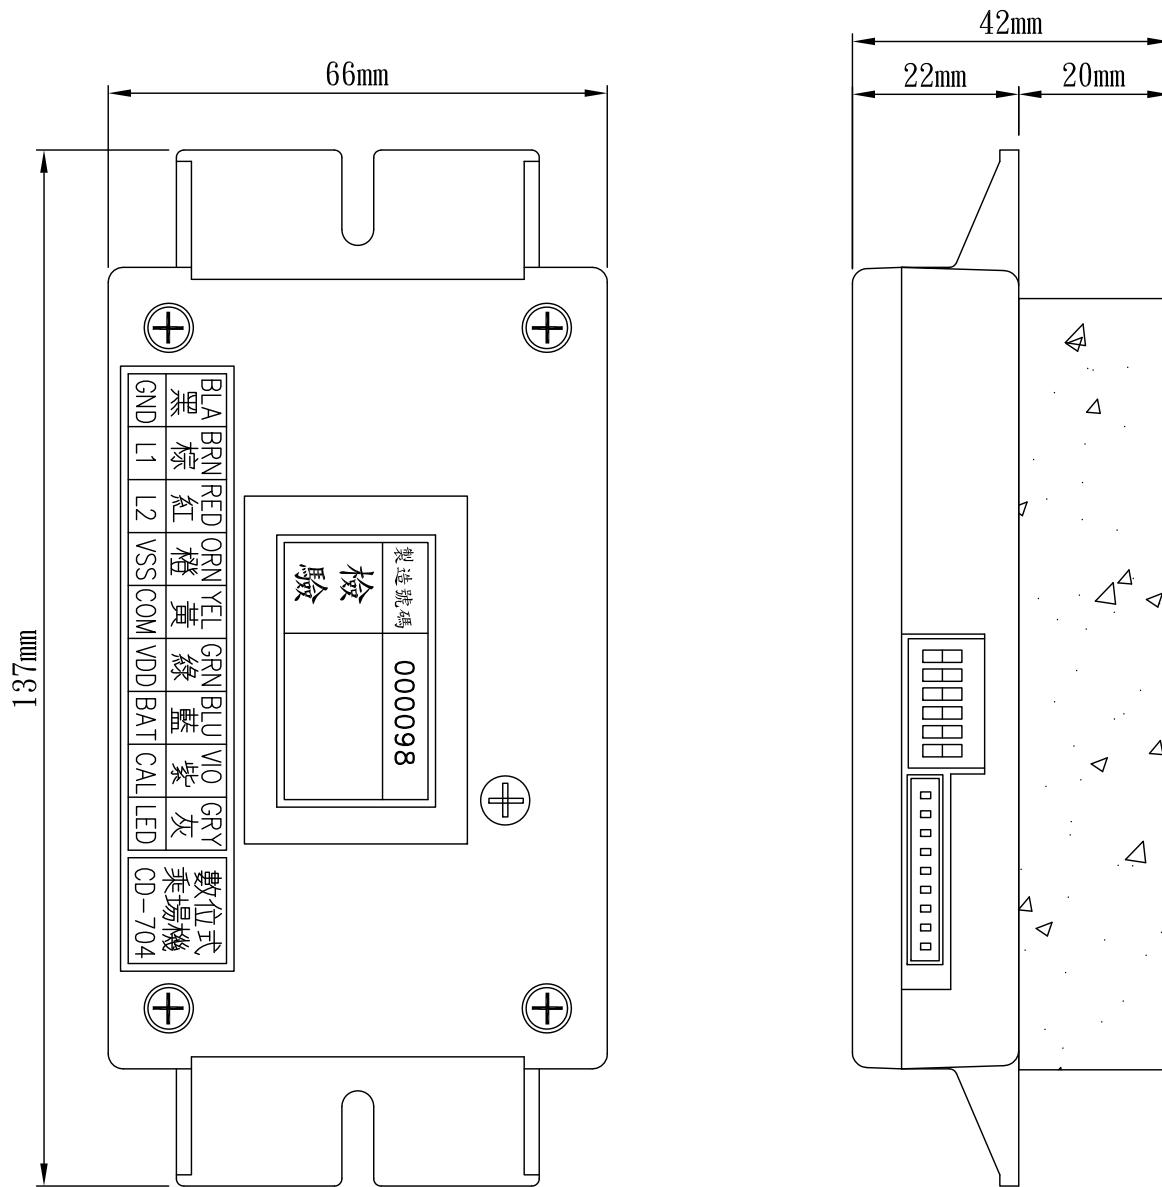 42mm
66mm
22mm
20mm
137mm
BLA BRN RED ORN YEL GRN BLU VIO GRY
黑 棕 紅 橙 黃 綠 藍 紫 灰
GND L1 L2 VSS COM VDD BAT CAL LED
數位式
乘場機
CD-704
製造號碼 000098
檢
驗